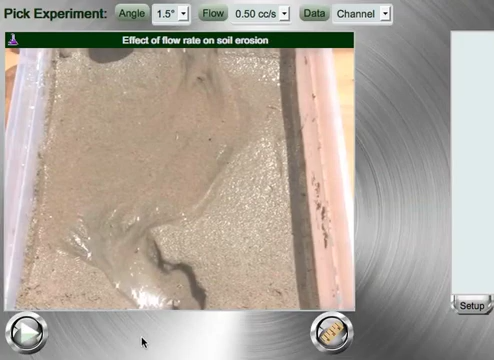 Pick Experiment: Angle 1.5° Flow 0.50 cc/s Data Channel
Effect of flow rate on soil erosion
Setup